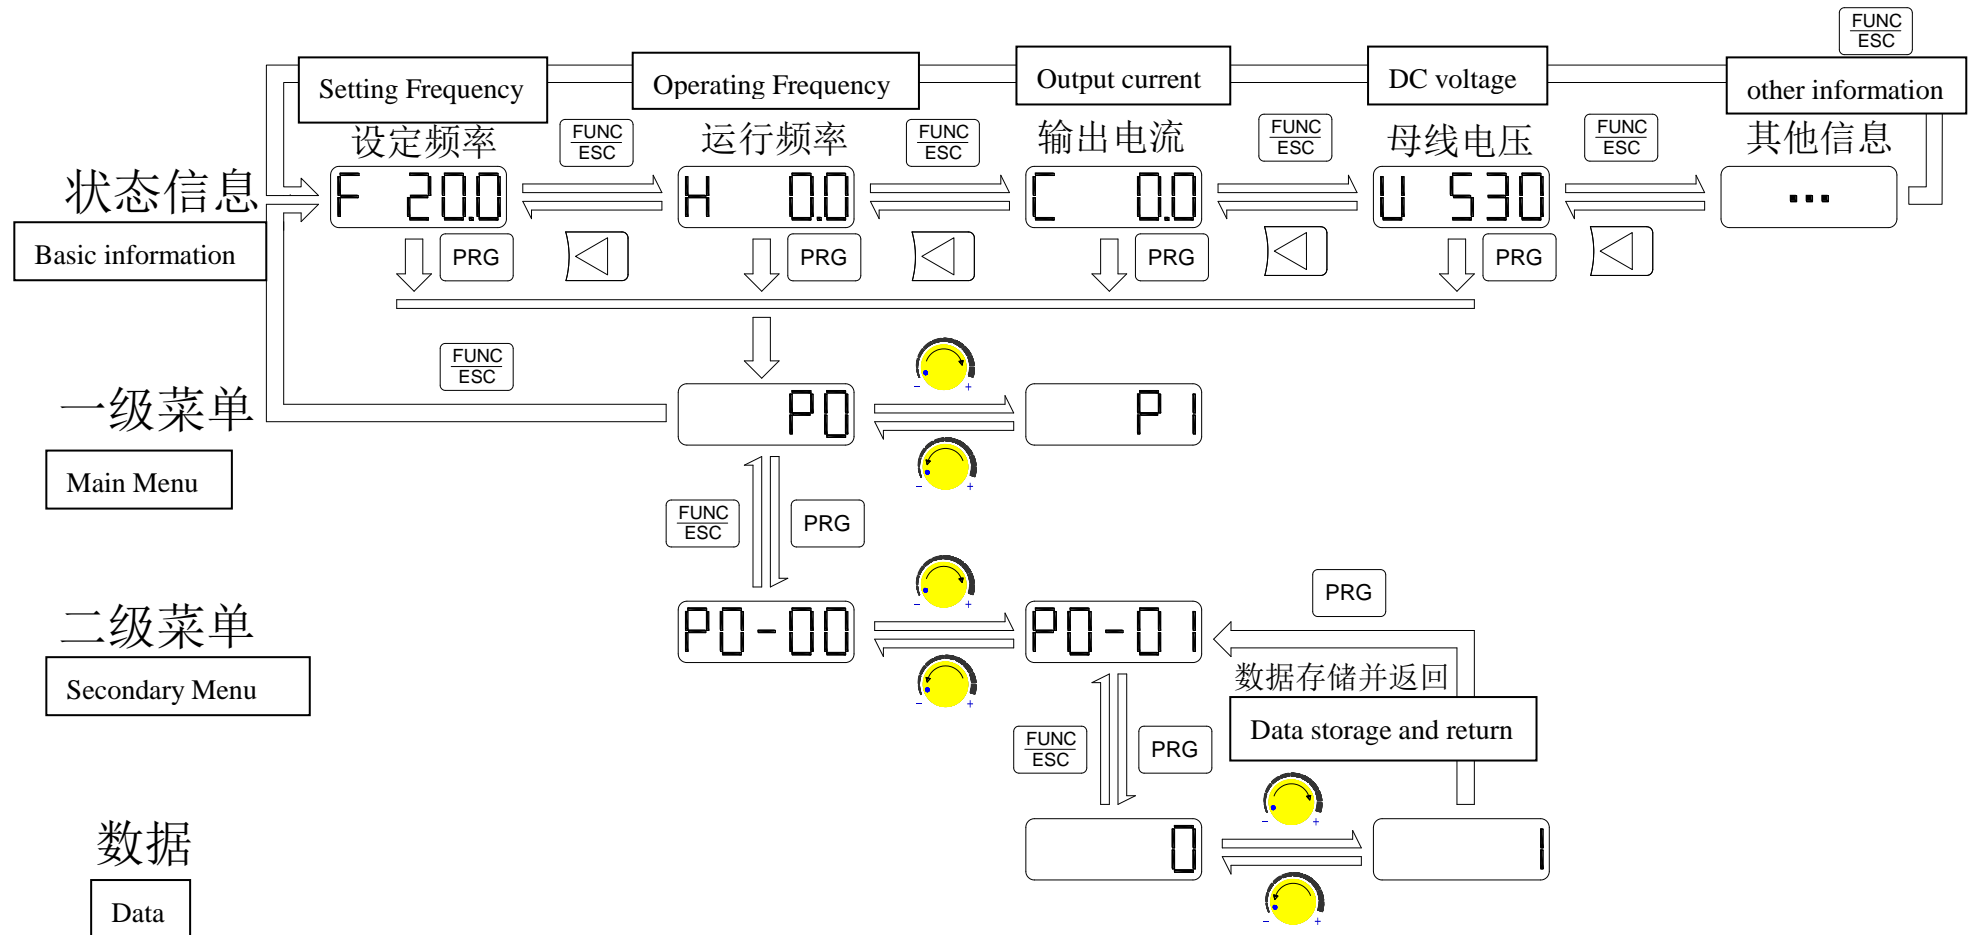 FUNC
ESC
Setting Frequency
Operating Frequency
Output current
DC voltage
other information
设定频率
FUNC
ESC
运行频率
FUNC
ESC
输出电流
FUNC
ESC
母线电压
FUNC
ESC
其他信息
状态信息
F 20.0
H 0.0
C 0.0
U 530
...
Basic information
PRG
PRG
PRG
PRG
FUNC
ESC
- +
一级菜单
P0
P1
Main Menu
- +
FUNC
ESC
PRG
- +
PRG
二级菜单
P0-00
P0-01
Secondary Menu
- +
数据存储并返回
Data storage and return
FUNC
ESC
PRG
- +
数据
0
1
Data
- +